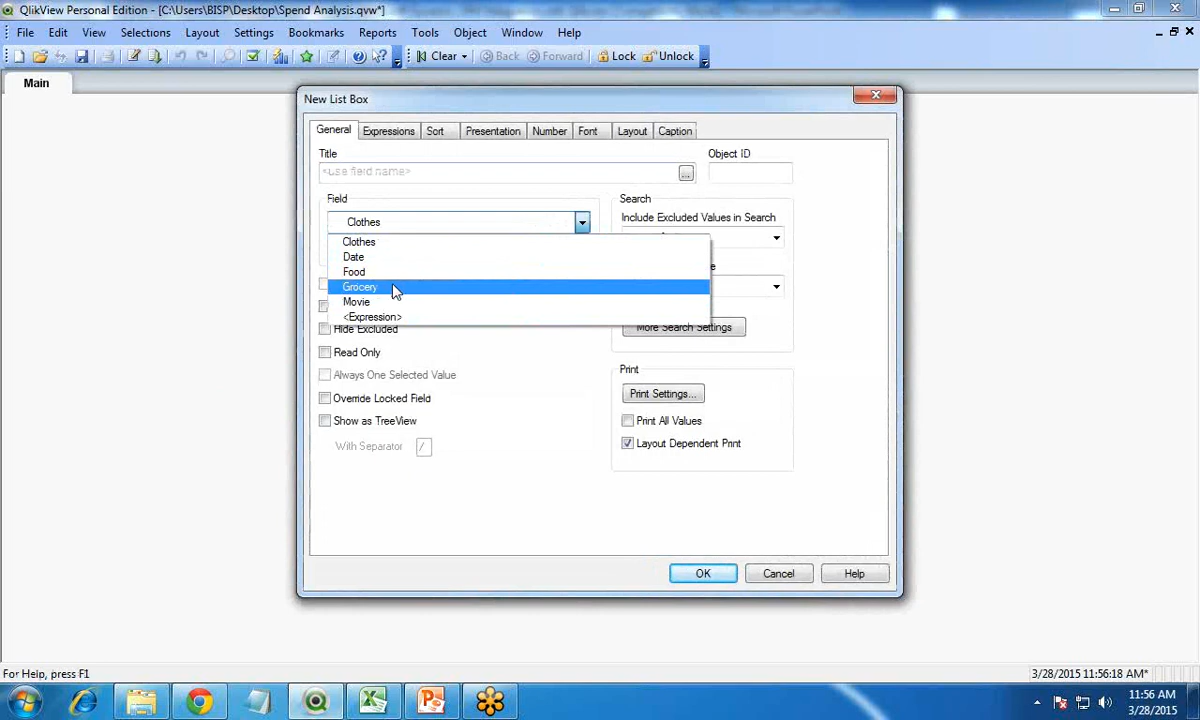 QlikView Personal Edition - [C:\Users\BISP\Desktop\Spend Analysis.qvw*]
File Edit View Selections Layout Settings Bookmarks Reports Tools Object Window Help
Clear Back Forward Lock Unlock
Main
New List Box
General Expressions Sort Presentation Number Font Layout Caption
Title Object ID
<use field name> ...
Field Search
Clothes Include Excluded Values in Search
Clothes
Date
Food
Grocery
Movie
<Expression>
Hide Excluded More Search Settings
Read Only
Always One Selected Value
Override Locked Field
Show as TreeView
With Separator /
Print
Print Settings...
Print All Values
Layout Dependent Print
OK Cancel Help
For Help, press F1 3/28/2015 11:56:18 AM*
11:56 AM
3/28/2015